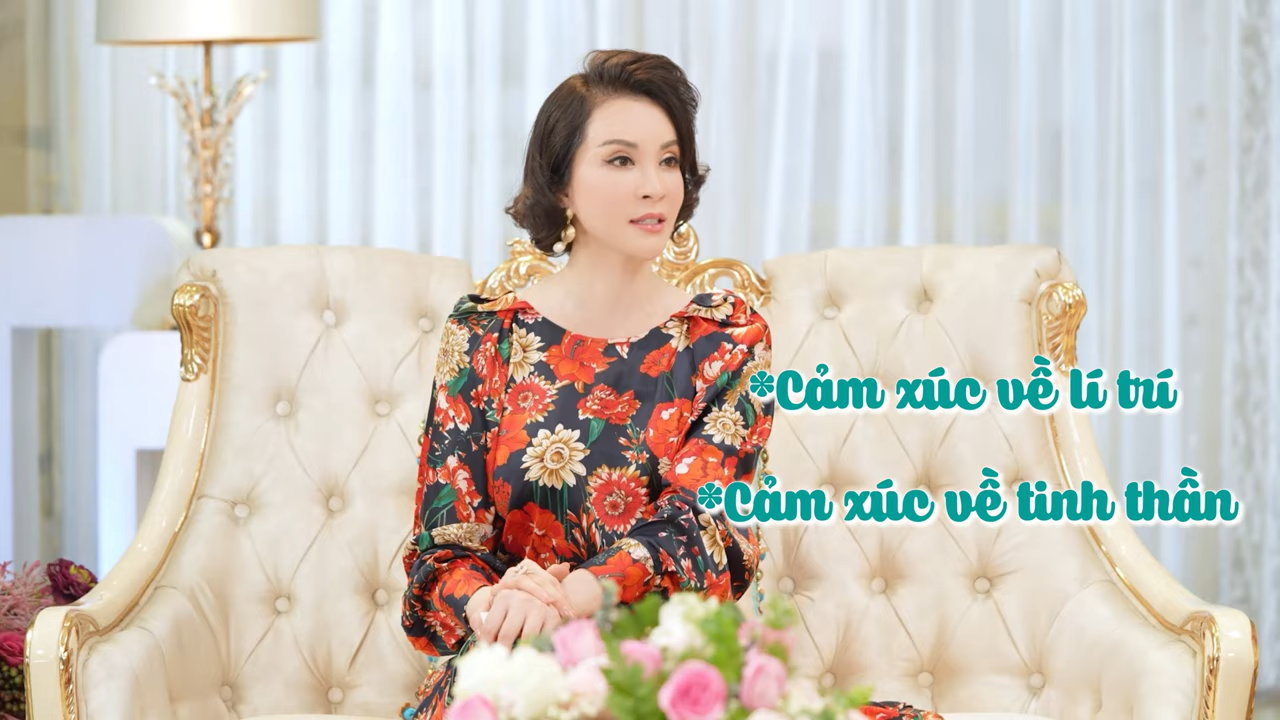 *Cảm xúc về lí trí
*Cảm xúc về tinh thần